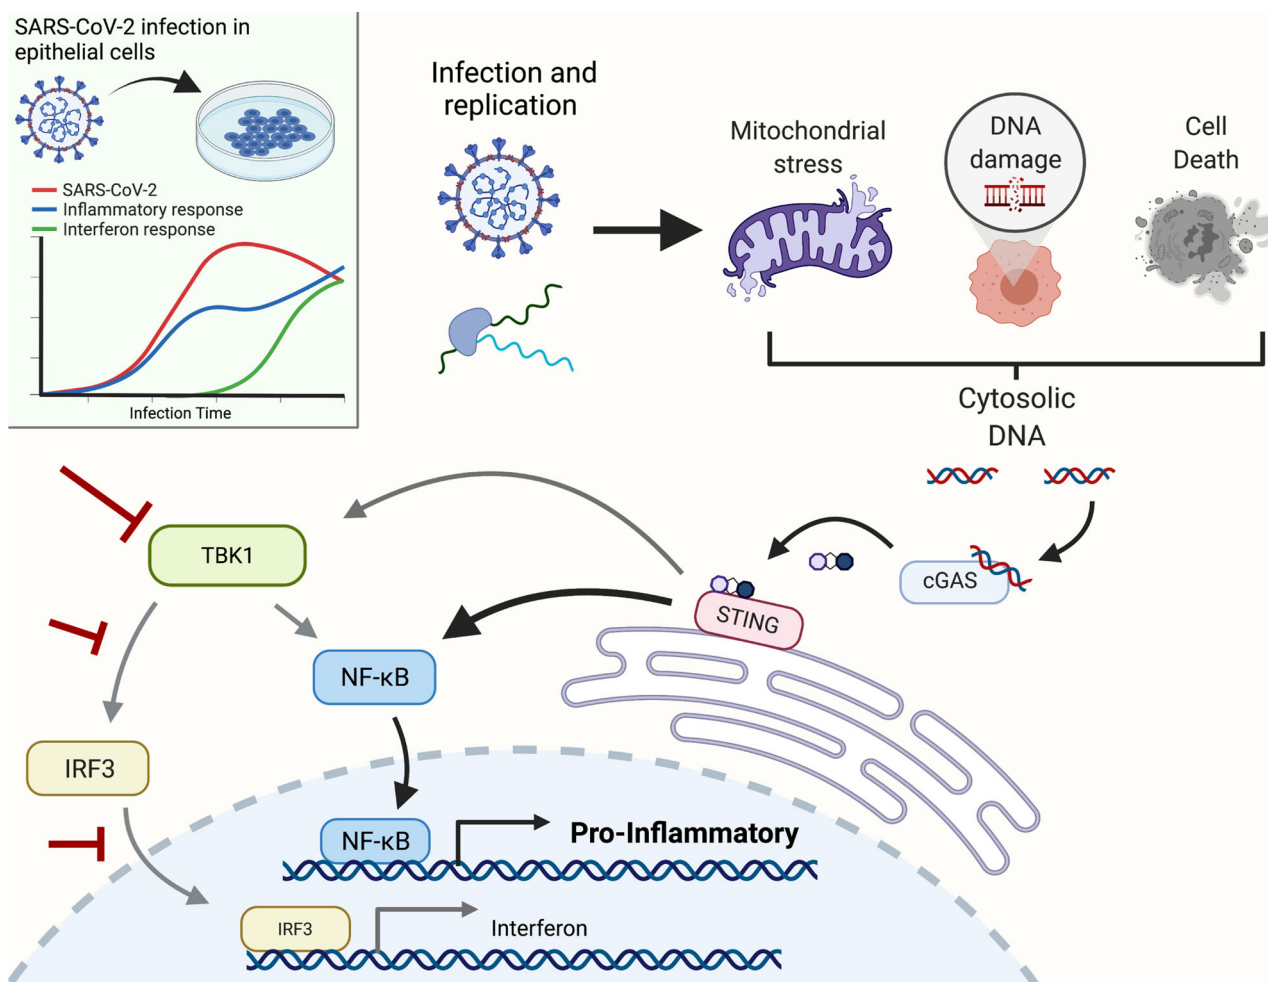 SARS-CoV-2 infection in
epithelial cells
SARS-CoV-2
Inflammatory response
Interferon response
Infection Time
Infection and
replication
Mitochondrial
stress
DNA
damage
Cell
Death
Cytosolic
DNA
cGAS
STING
TBK1
NF-κB
IRF3
NF-κB
Pro-Inflammatory
IRF3
Interferon